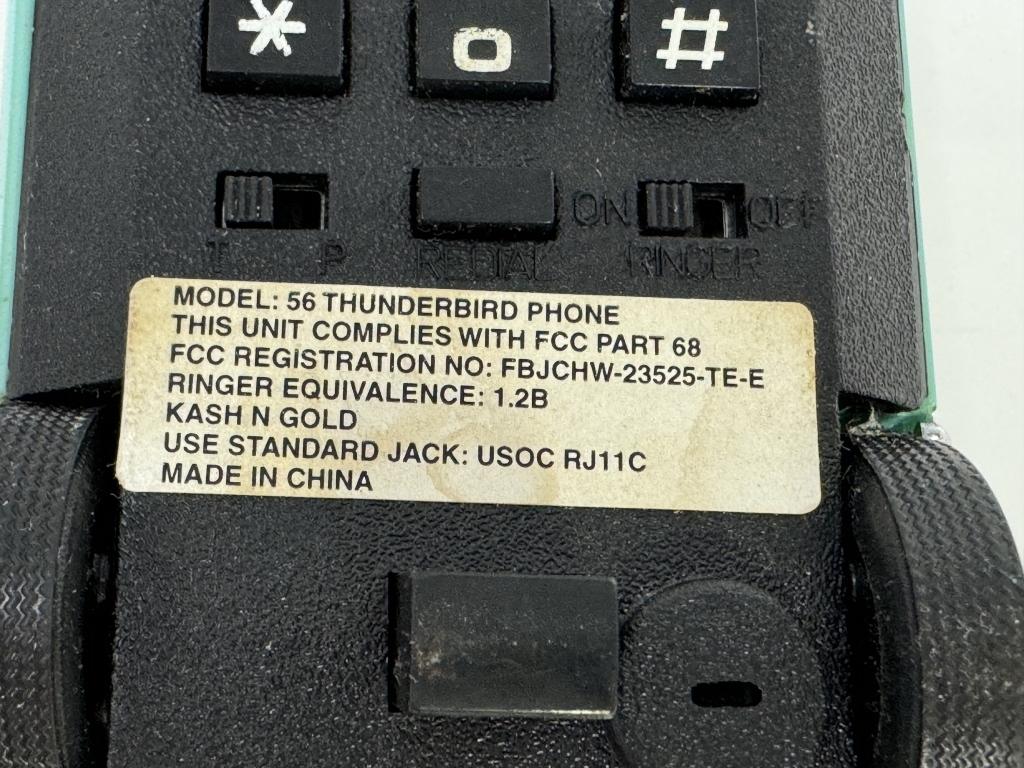 * 0 #
ON OFF
T P REDIAL RINGER
MODEL: 56 THUNDERBIRD PHONE
THIS UNIT COMPLIES WITH FCC PART 68
FCC REGISTRATION NO: FBJCHW-23525-TE-E
RINGER EQUIVALENCE: 1.2B
KASH N GOLD
USE STANDARD JACK: USOC RJ11C
MADE IN CHINA